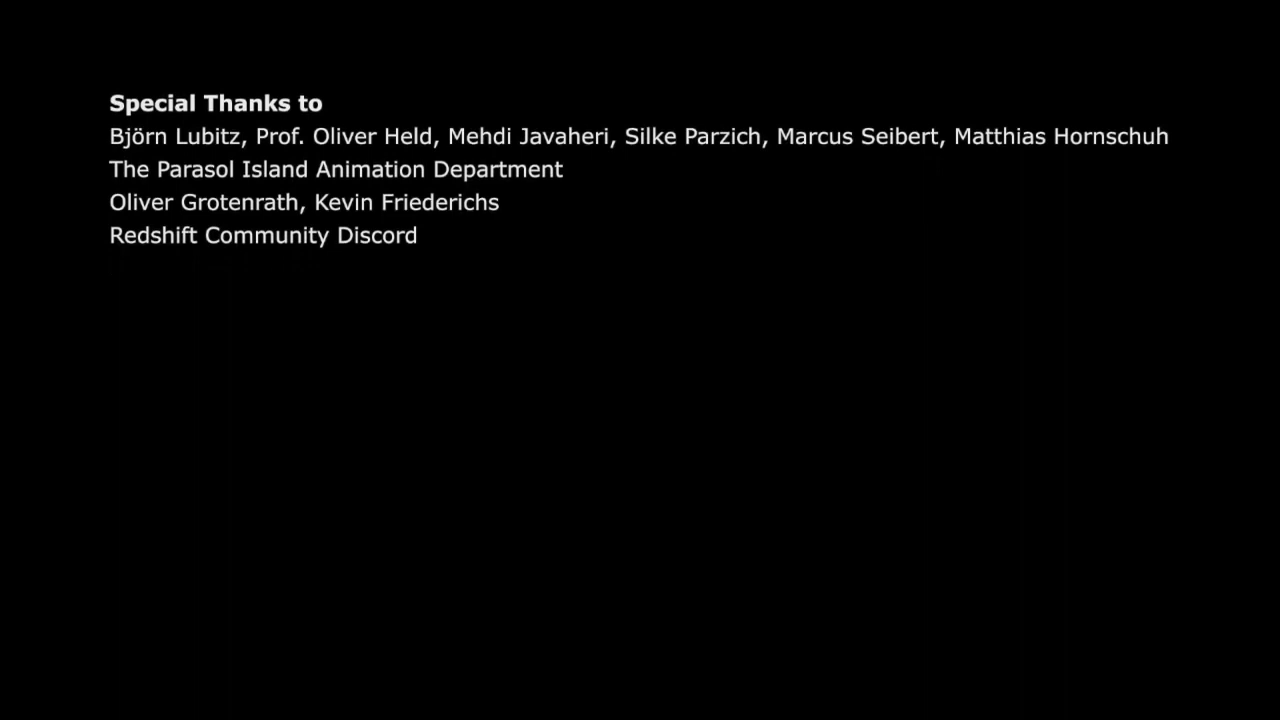 Special Thanks to
Björn Lubitz, Prof. Oliver Held, Mehdi Javaheri, Silke Parzich, Marcus Seibert, Matthias Hornschuh
The Parasol Island Animation Department
Oliver Grotenrath, Kevin Friederichs
Redshift Community Discord